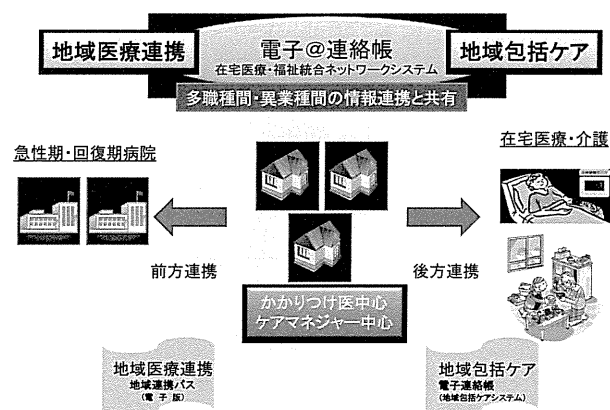 地域医療連携
電子@連絡帳
在宅医療・福祉統合ネットワークシステム
地域包括ケア
多職種間・異業種間の情報連携と共有
急性期・回復期病院
在宅医療・介護
前方連携
後方連携
かかりつけ医中心
ケアマネジャー中心
地域医療連携
地域連携パス
(電子版)
地域包括ケア
電子連絡帳
(地域包括ケアシステム)